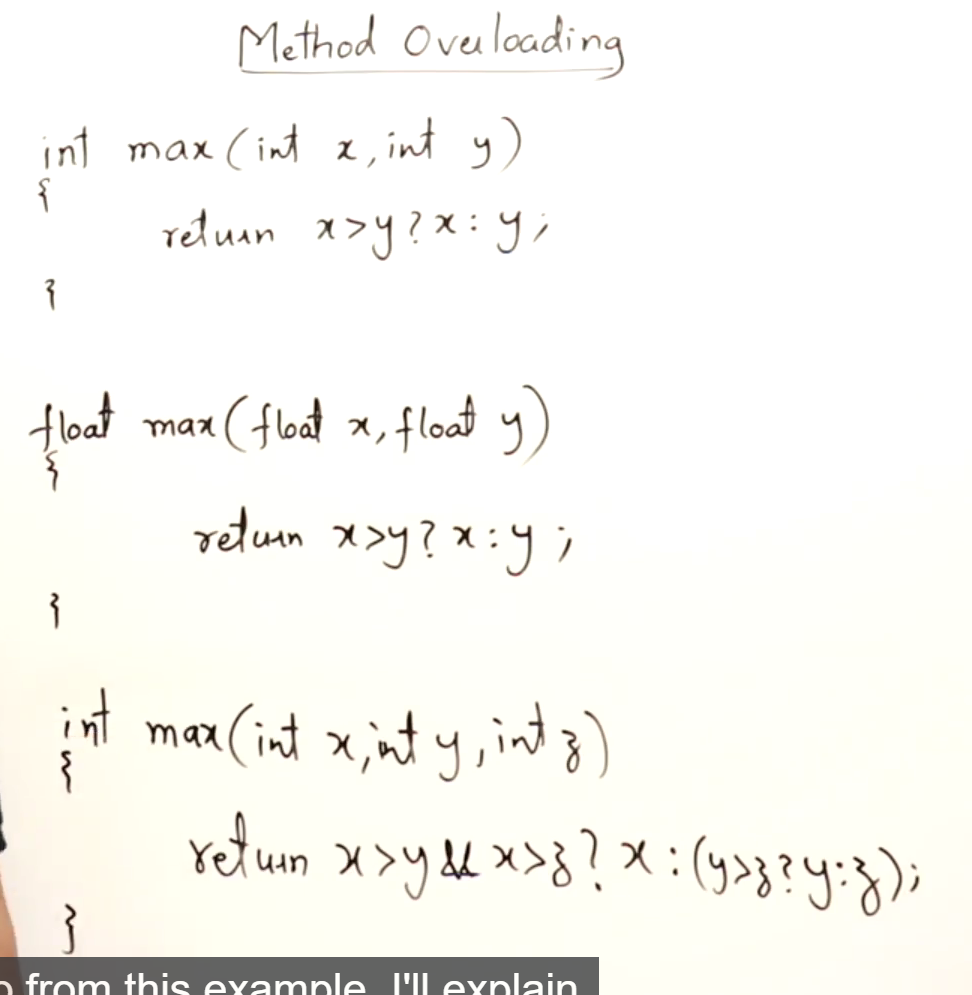 Method Overloading
int max(int x, int y)
{
return x>y?x:y;
}
float max(float x, float y)
{
return x>y?x:y;
}
int max(int x, int y, int z)
{
return x>y && x>z? x:(y>z?y:z);
}
from this example, I'll explain